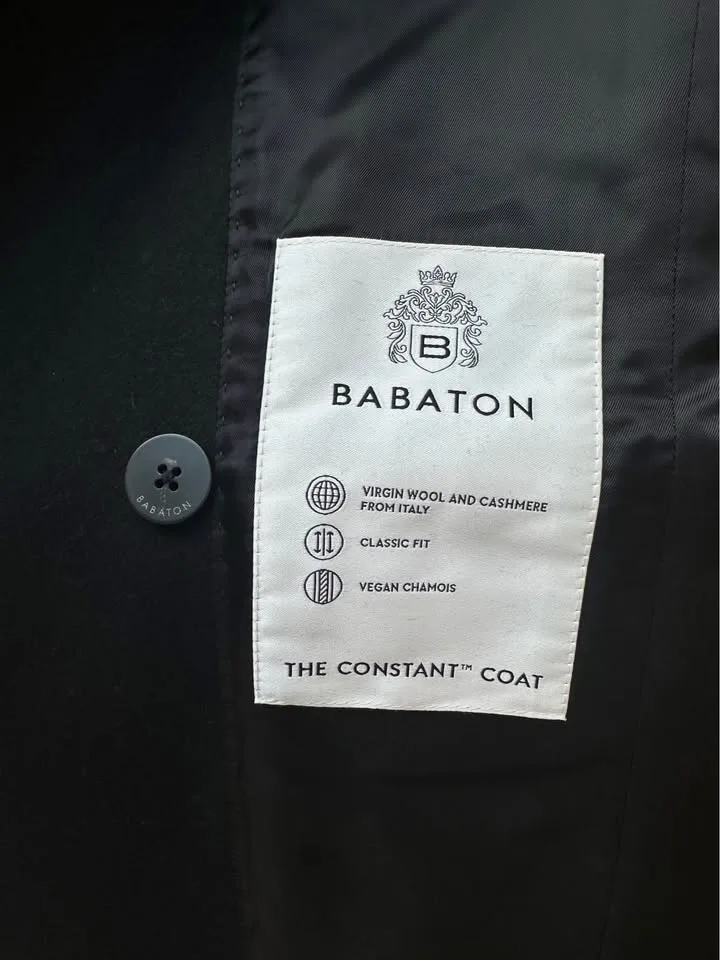 B
BABATON
VIRGIN WOOL AND CASHMERE
FROM ITALY
BABATON
CLASSIC FIT
VEGAN CHAMOIS
THE CONSTANT™ COAT